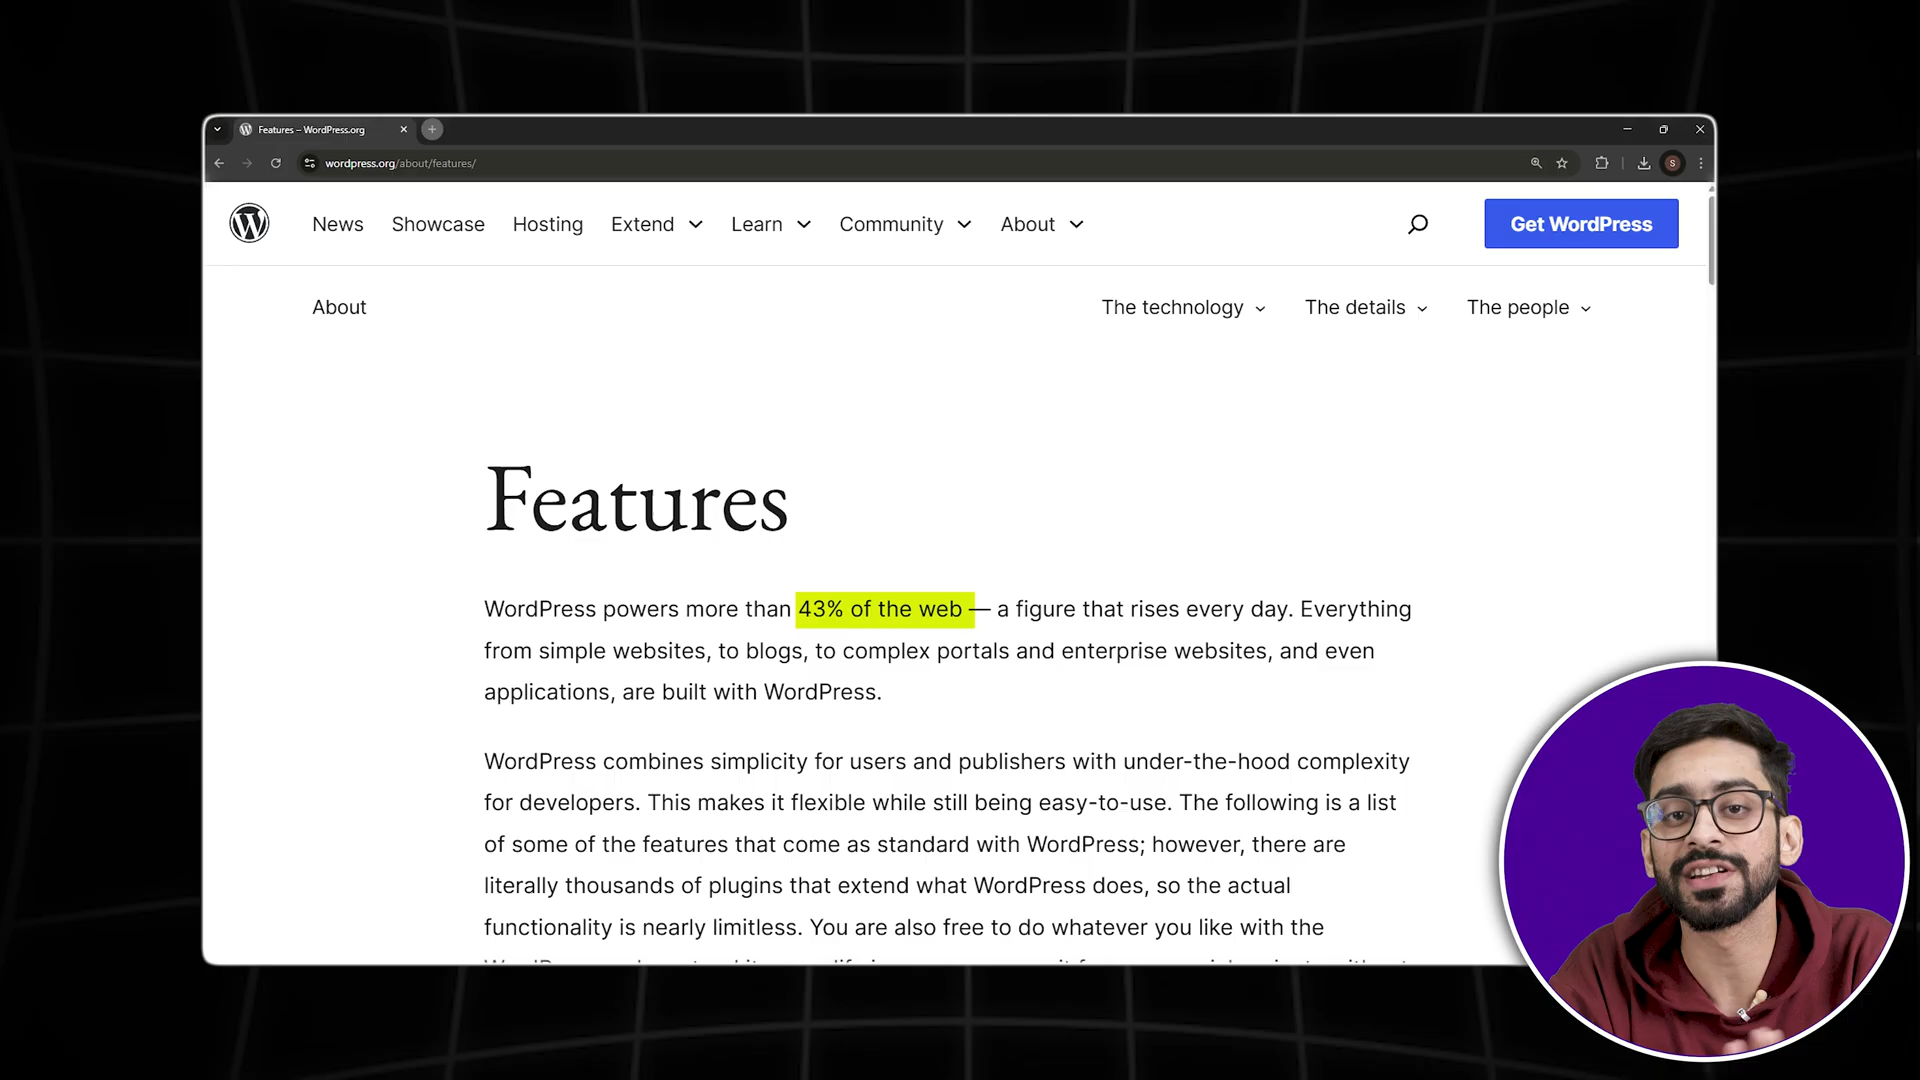 Features – WordPress.org
wordpress.org/about/features/
S
News Showcase Hosting Extend Learn Community About Get WordPress
About The technology The details The people
Features
WordPress powers more than 43% of the web — a figure that rises every day. Everything
from simple websites, to blogs, to complex portals and enterprise websites, and even
applications, are built with WordPress.
WordPress combines simplicity for users and publishers with under-the-hood complexity
for developers. This makes it flexible while still being easy-to-use. The following is a list
of some of the features that come as standard with WordPress; however, there are
literally thousands of plugins that extend what WordPress does, so the actual
functionality is nearly limitless. You are also free to do whatever you like with the